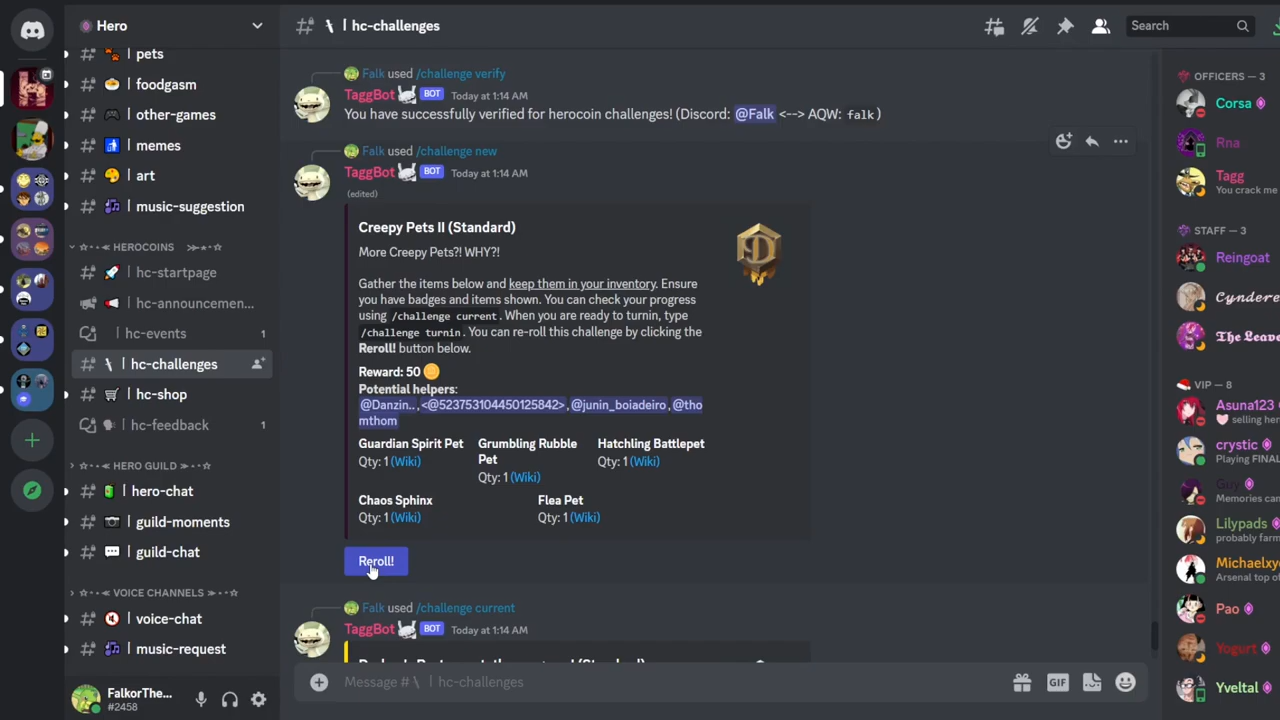 Hero
pets
foodgasm
other-games
memes
art
music-suggestion
HEROCOINS
hc-startpage
hc-announcemen...
hc-events 1
hc-challenges
hc-shop
hc-feedback 1
HERO GUILD
hero-chat
guild-moments
guild-chat
VOICE CHANNELS
voice-chat
music-request
FalkorThe...
#2458
hc-challenges
Search
Falk used /challenge verify
TaggBot BOT Today at 1:14 AM
You have successfully verified for herocoin challenges! (Discord: @Falk <--> AQW: falk)
Falk used /challenge new
TaggBot BOT Today at 1:14 AM
(edited)
Creepy Pets II (Standard)
More Creepy Pets?! WHY?!
Gather the items below and keep them in your inventory. Ensure
you have badges and items shown. You can check your progress
using /challenge current. When you are ready to turnin, type
/challenge turnin. You can re-roll this challenge by clicking the
Reroll! button below.
Reward: 50
Potential helpers:
@Danzin..,<@523753104450125842>,@junin_boiadeiro,@tho
mthom
Guardian Spirit Pet
Qty: 1 (Wiki)
Grumbling Rubble
Pet
Qty: 1 (Wiki)
Hatchling Battlepet
Qty: 1 (Wiki)
Chaos Sphinx
Qty: 1 (Wiki)
Flea Pet
Qty: 1 (Wiki)
Reroll!
Falk used /challenge current
TaggBot BOT Today at 1:14 AM
Message # \ | hc-challenges
GIF
OFFICERS — 3
Corsa
Rna
Tagg
You crack me
STAFF — 3
Reingoat
Cyndere
The Leave
VIP — 8
Asuna123
selling her
crystic
Playing FINAL
Guy
Memories can
Lilypads
probably farm
Michaelxy
Arsenal top o
Pao
Yogurt
Yveltal